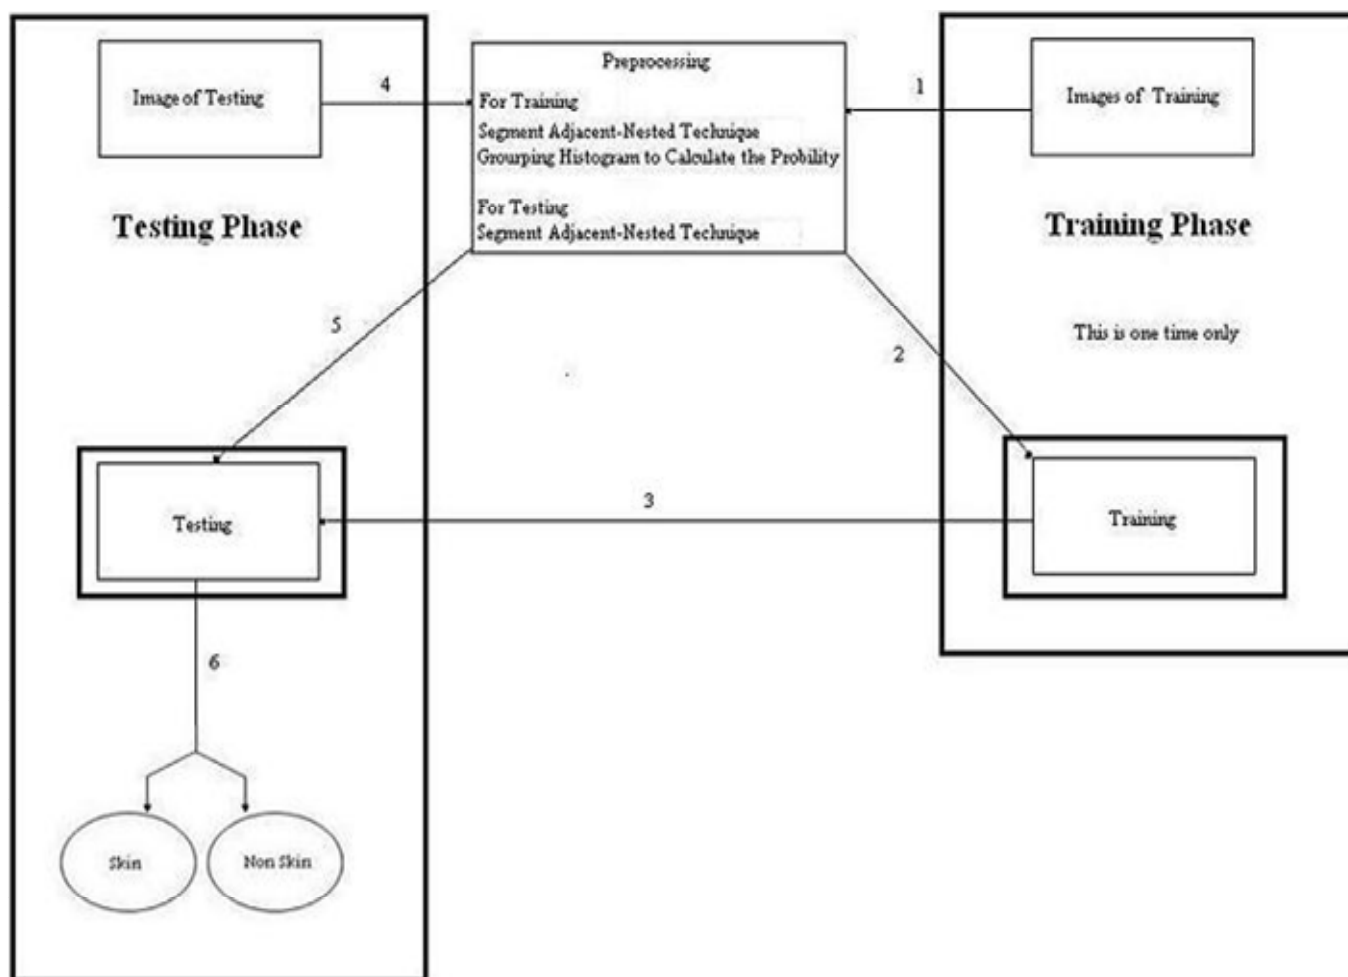 Image of Testing
4
Preprocessing
For Training
Segment Adjacent-Nested Technique
Grourping Histogram to Calculate the Probility
For Testing
Segment Adjacent-Nested Technique
1
Images of Training
Testing Phase
Training Phase
This is one time only
5
2
3
Testing
Training
6
Skin
Non Skin